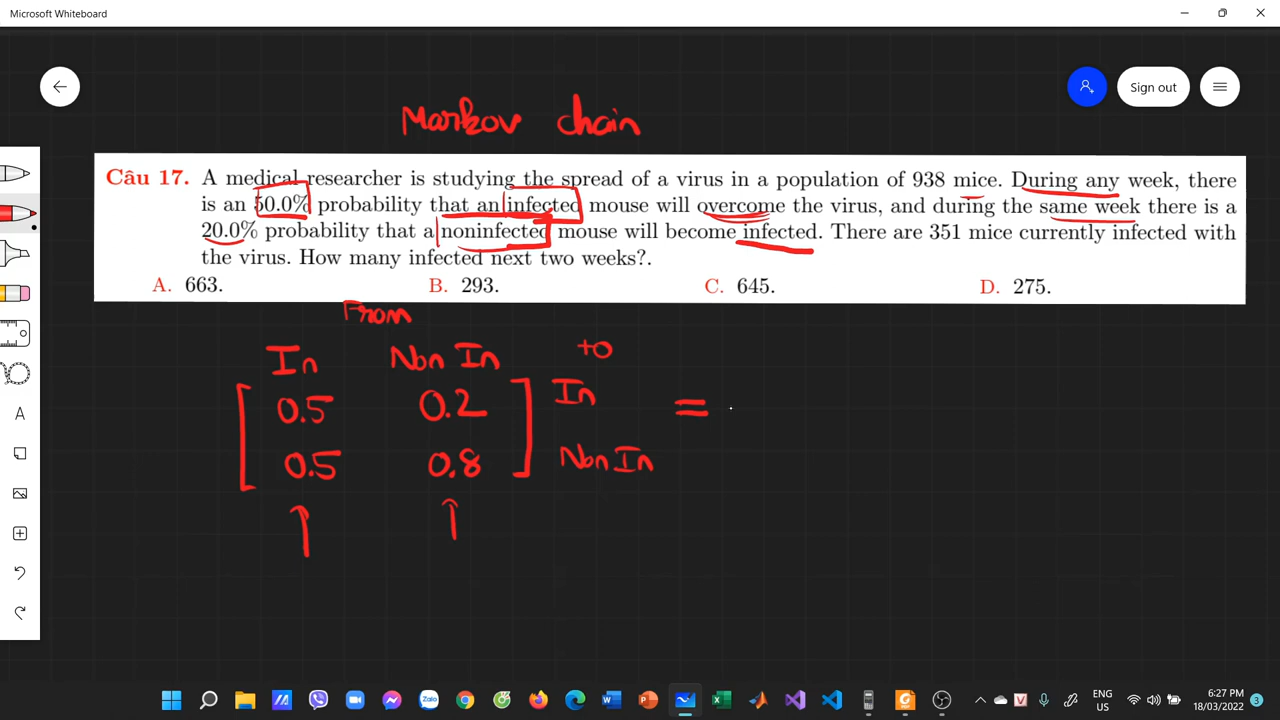 Microsoft Whiteboard
Sign out
Markov chain
Câu 17. A medical researcher is studying the spread of a virus in a population of 938 mice. During any week, there
is an 50.0% probability that an infected mouse will overcome the virus, and during the same week there is a
20.0% probability that a noninfected mouse will become infected. There are 351 mice currently infected with
the virus. How many infected next two weeks?.
A. 663. B. 293. C. 645. D. 275.
From
In Non In to
0.5 0.2 In =
0.5 0.8 Non In
A
Zalo
V
ENG
US
6:27 PM
18/03/2022
3